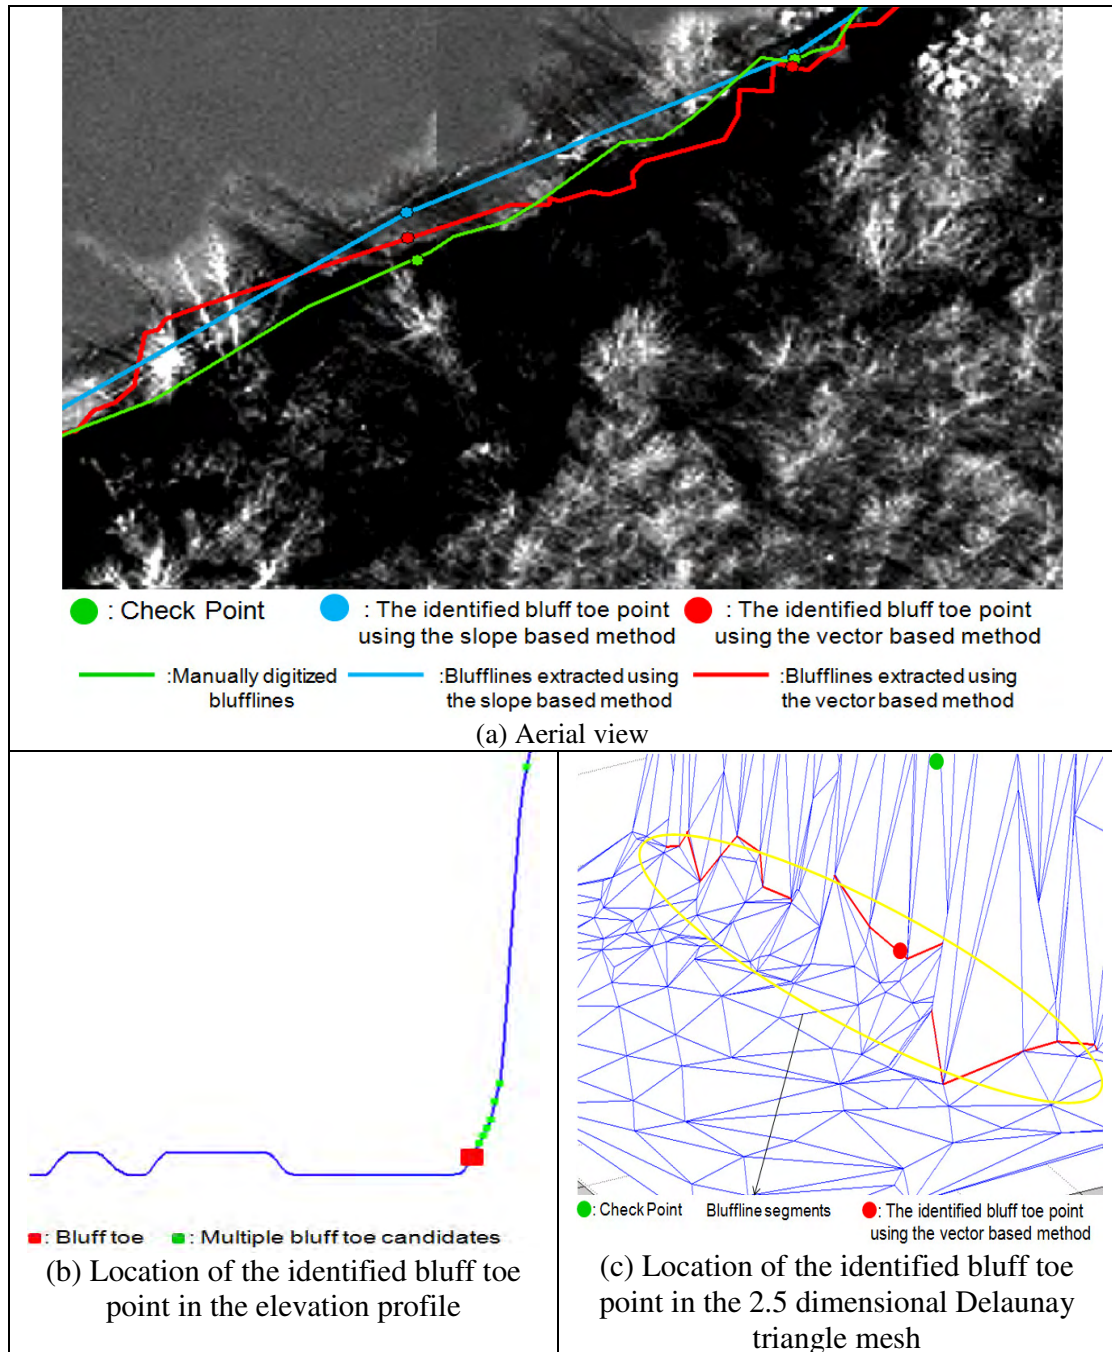 : Check Point
: The identified bluff toe point
using the slope based method
: The identified bluff toe point
using the vector based method
:Manually digitized
blufflines
:Blufflines extracted using
the slope based method
:Blufflines extracted using
the vector based method
(a) Aerial view
: Bluff toe
: Multiple bluff toe candidates
(b) Location of the identified bluff toe
point in the elevation profile
: Check Point
Bluffline segments
: The identified bluff toe point
using the vector based method
(c) Location of the identified bluff toe
point in the 2.5 dimensional Delaunay
triangle mesh